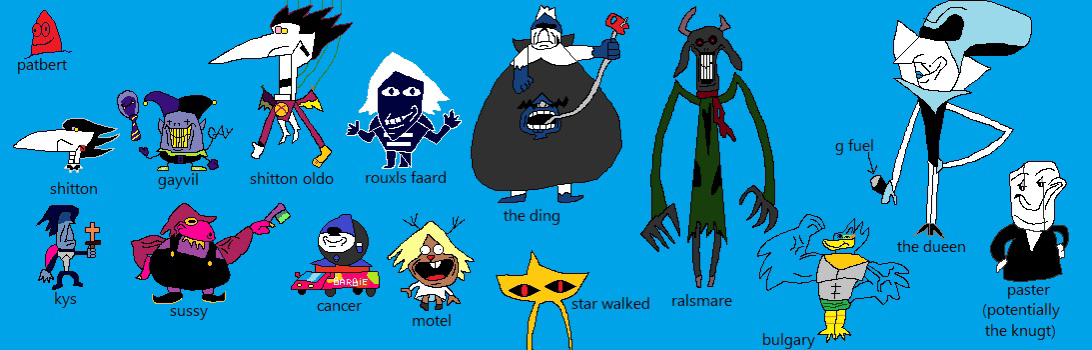 patbert
shitton
gayvil
GAY
shitton oldo
rouxls faard
the ding
ralsmare
g fuel
the dueen
paster
(potentially
the knugt)
kys
sussy
BARBIE
cancer
motel
star walked
bulgary